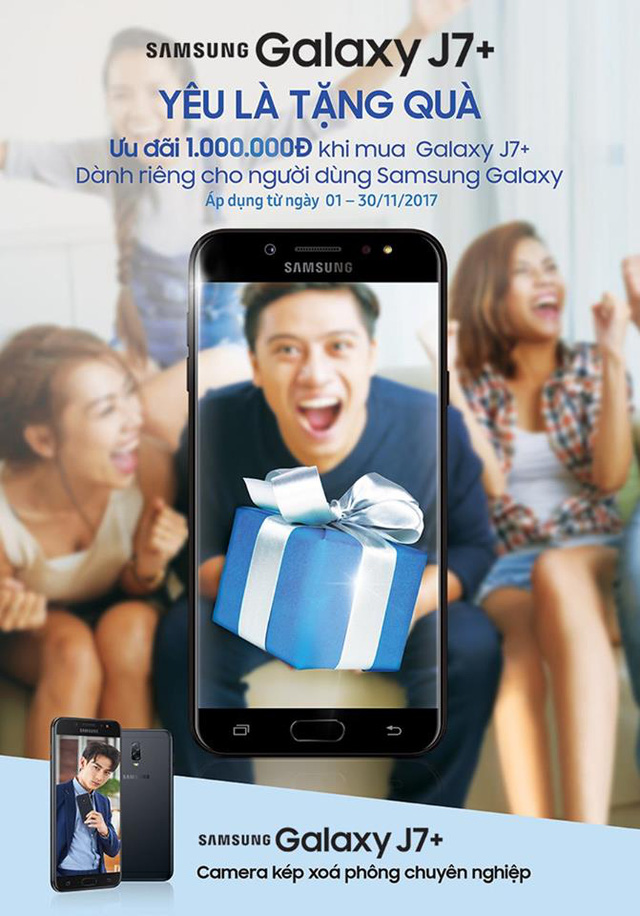 SAMSUNG Galaxy J7+
YÊU LÀ TẶNG QUÀ
Ưu đãi 1.000.000Đ khi mua Galaxy J7+
Dành riêng cho người dùng Samsung Galaxy
Áp dụng từ ngày 01 – 30/11/2017
SAMSUNG
SAMSUNG
SAMSUNG
SAMSUNG Galaxy J7+
Camera kép xoá phông chuyên nghiệp